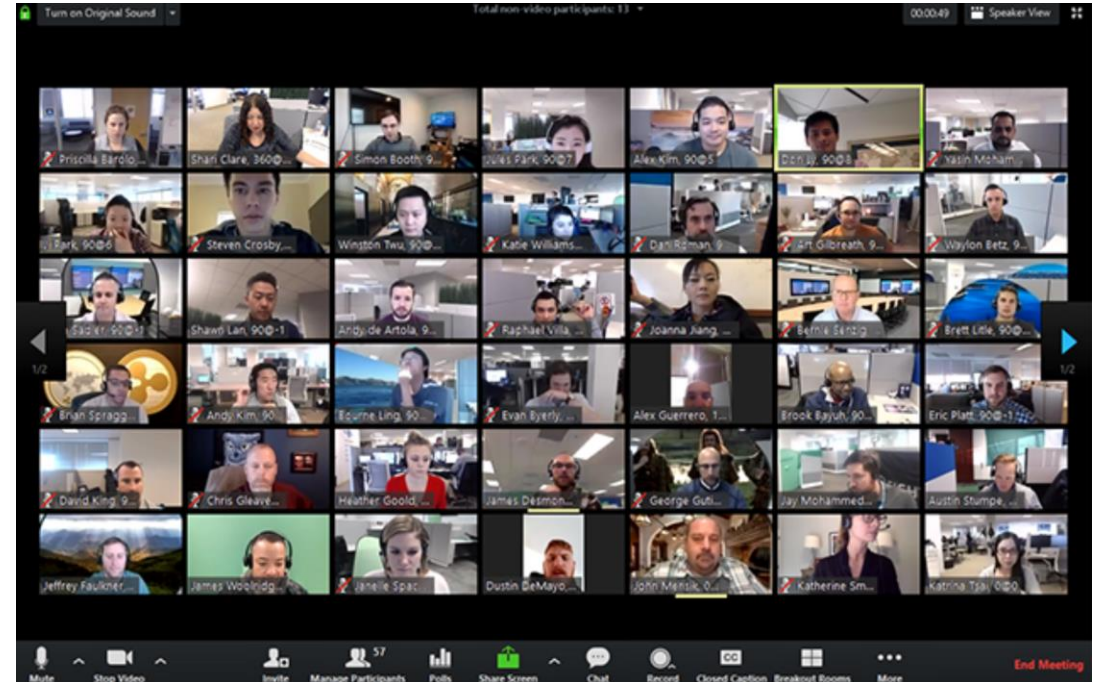 Turn on Original Sound
Total non-video participants: 13
00:00:49
Speaker View
Priscilla Barolo ...
Shari Clare, 360@...
Simon Booth, 9...
Jules Park, 90@7
Alex Kim, 90@5
Don Ly, 90@8
Yasin Moham...
Park, 90@6
Steven Crosby,...
Winston Twu, 90@...
Katie Williams...
Dan Roman, 9...
Art Gilbreath, 9...
Waylon Betz, 9...
90@-1
Shawn Lan, 90@-1
Andy de Artola, 9...
Raphael Villa, ...
Joanna Jiang, ...
Bernie
Brett Litle, 90@...
1/2
1/2
Brian Spragg...
Andy Kim, 90...
Bourne Ling, 90...
Evan Byerly, ...
Alex Guerrero, 1...
Brook Bayuh, 90...
Eric Platt, 90@-1
David King, 9...
Chris Gleave...
Heather Goold, ...
James Desmon...
George Guti...
Jay Mohammed...
Austin Stumpe, ...
Jeffrey Faulkner, ...
James Woolridg...
Janelle Spac...
Dustin DeMayo,...
John Mensik, 0...
Katherine Sm...
Katrina Tsai, 0@0
57
Mute
Stop Video
Invite
Manage Participants
Polls
Share Screen
Chat
Record
CC
Closed Caption
Breakout Rooms
More
End Meeting